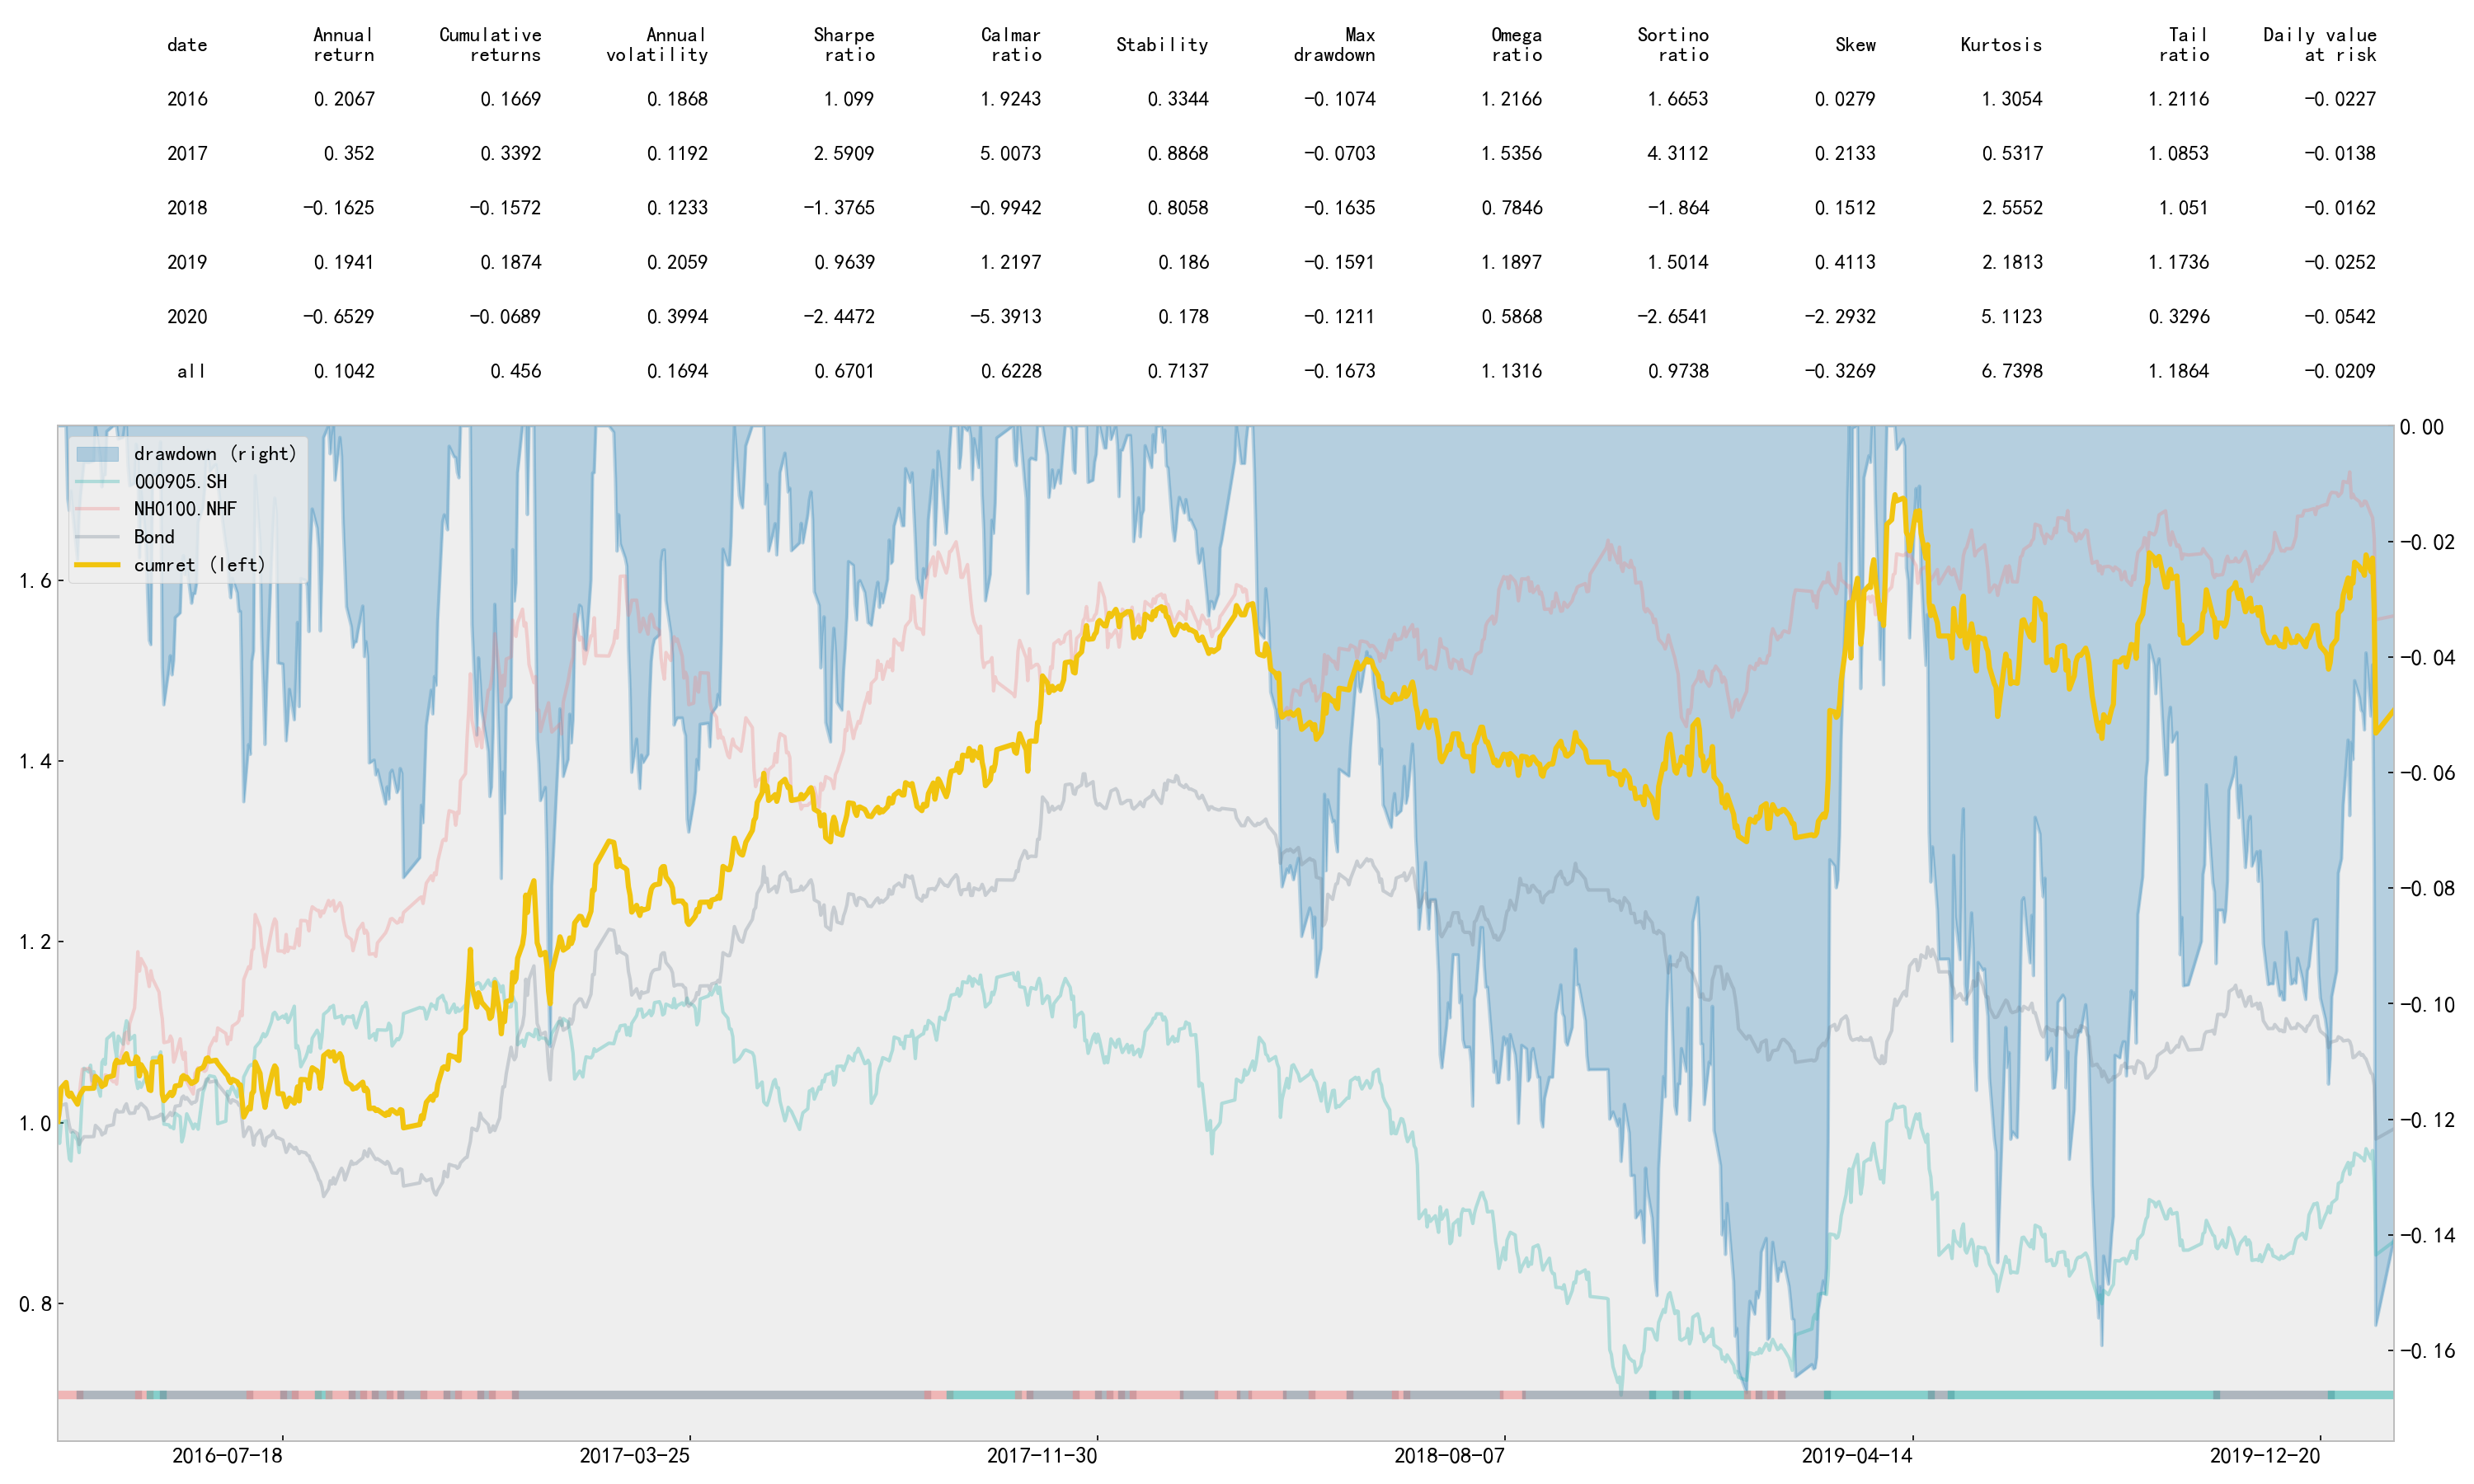 date Annual return Cumulative returns Annual volatility Sharpe ratio Calmar ratio Stability Max drawdown Omega ratio Sortino ratio Skew Kurtosis Tail ratio Daily value at risk
2016 0.2067 0.1669 0.1868 1.099 1.9243 0.3344 -0.1074 1.2166 1.6653 0.0279 1.3054 1.2116 -0.0227
2017 0.352 0.3392 0.1192 2.5909 5.0073 0.8868 -0.0703 1.5356 4.3112 0.2133 0.5317 1.0853 -0.0138
2018 -0.1625 -0.1572 0.1233 -1.3765 -0.9942 0.8058 -0.1635 0.7846 -1.864 0.1512 2.5552 1.051 -0.0162
2019 0.1941 0.1874 0.2059 0.9639 1.2197 0.186 -0.1591 1.1897 1.5014 0.4113 2.1813 1.1736 -0.0252
2020 -0.6529 -0.0689 0.3994 -2.4472 -5.3913 0.178 -0.1211 0.5868 -2.6541 -2.2932 5.1123 0.3296 -0.0542
all 0.1042 0.456 0.1694 0.6701 0.6228 0.7137 -0.1673 1.1316 0.9738 -0.3269 6.7398 1.1864 -0.0209
drawdown (right)
000905.SH
NH0100.NHF
Bond
cumret (left)
1.6
1.4
1.2
1.0
0.8
0.00
-0.02
-0.04
-0.06
-0.08
-0.10
-0.12
-0.14
-0.16
2016-07-18 2017-03-25 2017-11-30 2018-08-07 2019-04-14 2019-12-20